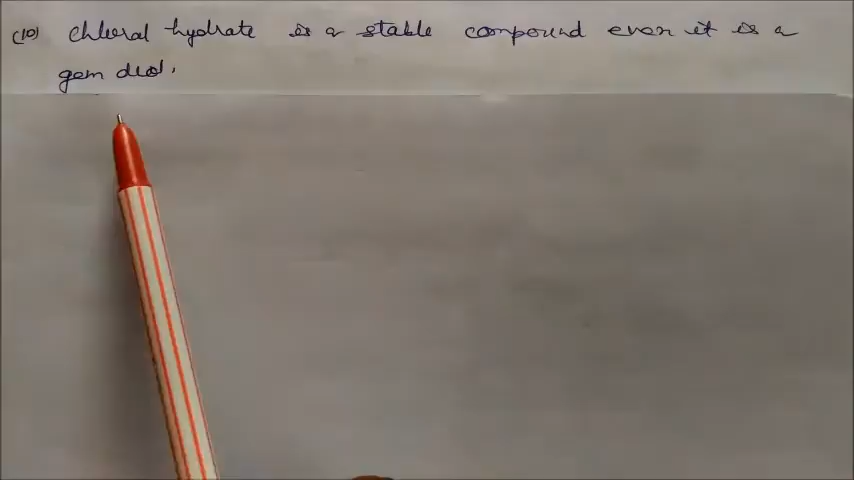 (10) chloral hydrate is a stable compound even it is a
gem diol.